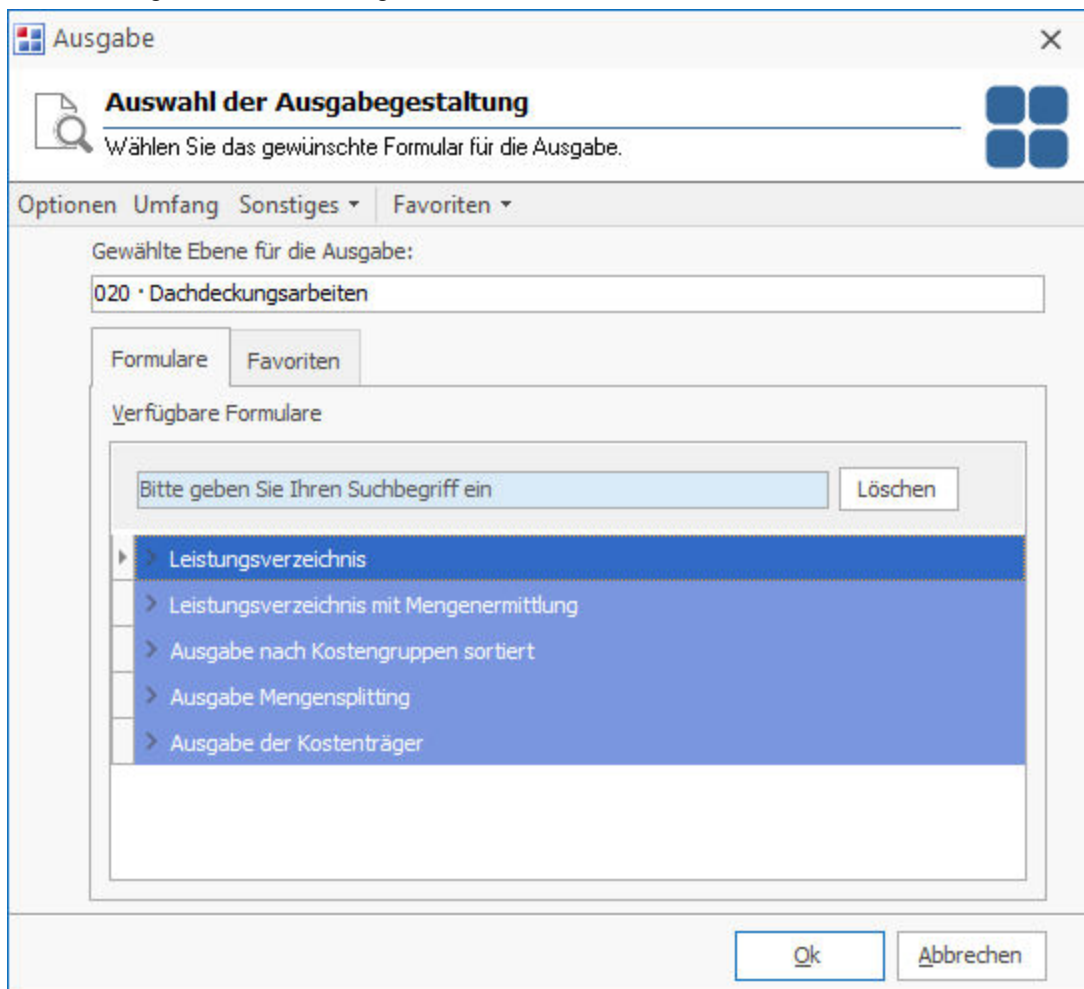 Ausgabe
Auswahl der Ausgabegestaltung
Wählen Sie das gewünschte Formular für die Ausgabe.
Optionen Umfang Sonstiges Favoriten
Gewählte Ebene für die Ausgabe:
020 · Dachdeckungsarbeiten
Formulare Favoriten
Verfügbare Formulare
Bitte geben Sie Ihren Suchbegriff ein Löschen
Leistungsverzeichnis
Leistungsverzeichnis mit Mengenermittlung
Ausgabe nach Kostengruppen sortiert
Ausgabe Mengensplitting
Ausgabe der Kostenträger
Ok Abbrechen